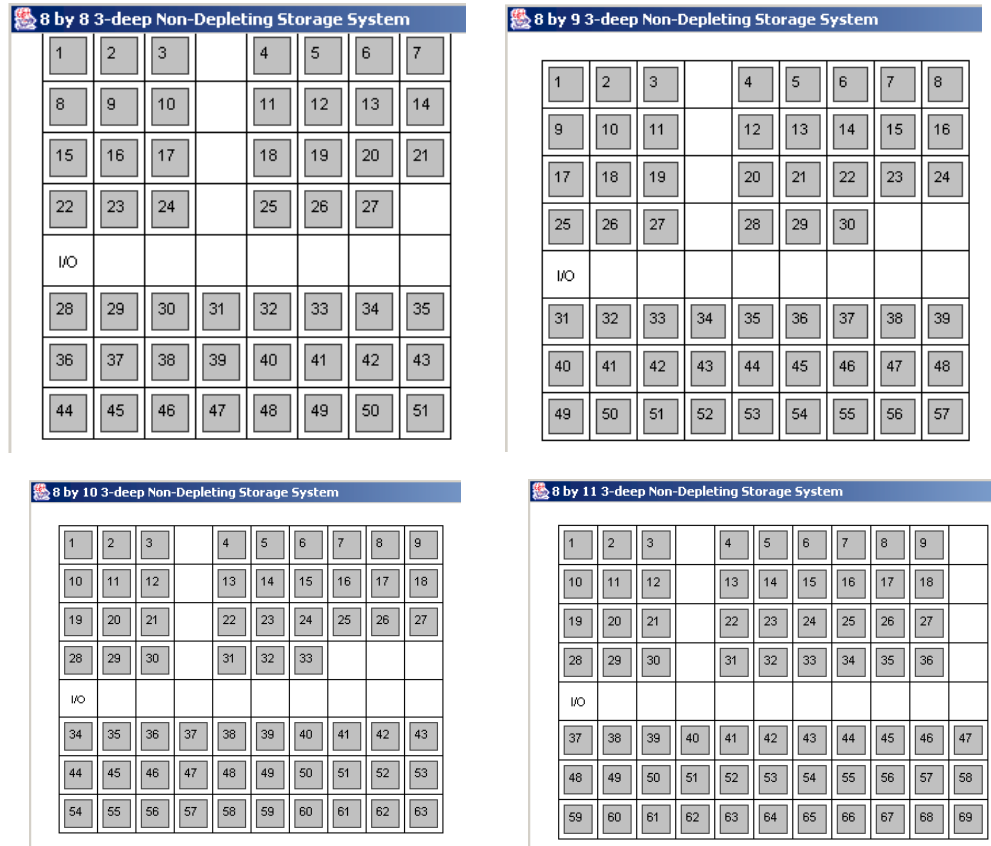 8 by 8 3-deep Non-Depleting Storage System
1 2 3 4 5 6 7
8 9 10 11 12 13 14
15 16 17 18 19 20 21
22 23 24 25 26 27
I/O
28 29 30 31 32 33 34 35
36 37 38 39 40 41 42 43
44 45 46 47 48 49 50 51
8 by 9 3-deep Non-Depleting Storage System
1 2 3 4 5 6 7 8
9 10 11 12 13 14 15 16
17 18 19 20 21 22 23 24
25 26 27 28 29 30
I/O
31 32 33 34 35 36 37 38 39
40 41 42 43 44 45 46 47 48
49 50 51 52 53 54 55 56 57
8 by 10 3-deep Non-Depleting Storage System
1 2 3 4 5 6 7 8 9
10 11 12 13 14 15 16 17 18
19 20 21 22 23 24 25 26 27
28 29 30 31 32 33
I/O
34 35 36 37 38 39 40 41 42 43
44 45 46 47 48 49 50 51 52 53
54 55 56 57 58 59 60 61 62 63
8 by 11 3-deep Non-Depleting Storage System
1 2 3 4 5 6 7 8 9
10 11 12 13 14 15 16 17 18
19 20 21 22 23 24 25 26 27
28 29 30 31 32 33 34 35 36
I/O
37 38 39 40 41 42 43 44 45 46 47
48 49 50 51 52 53 54 55 56 57 58
59 60 61 62 63 64 65 66 67 68 69